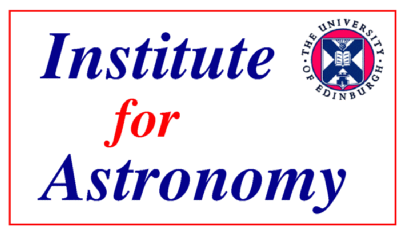 Institute
for
Astronomy
THE UNIVERSITY OF EDINBURGH